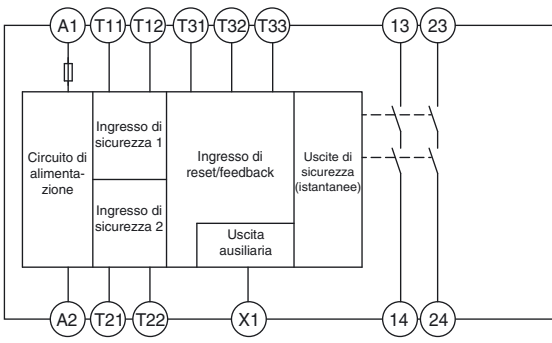 A1 T11 T12 T31 T32 T33 13 23
Circuito di
alimenta-
zione
Ingresso di
sicurezza 1
Ingresso di
sicurezza 2
Ingresso di
reset/feedback
Uscita
ausiliaria
Uscite di
sicurezza
(istantanee)
A2 T21 T22 X1 14 24